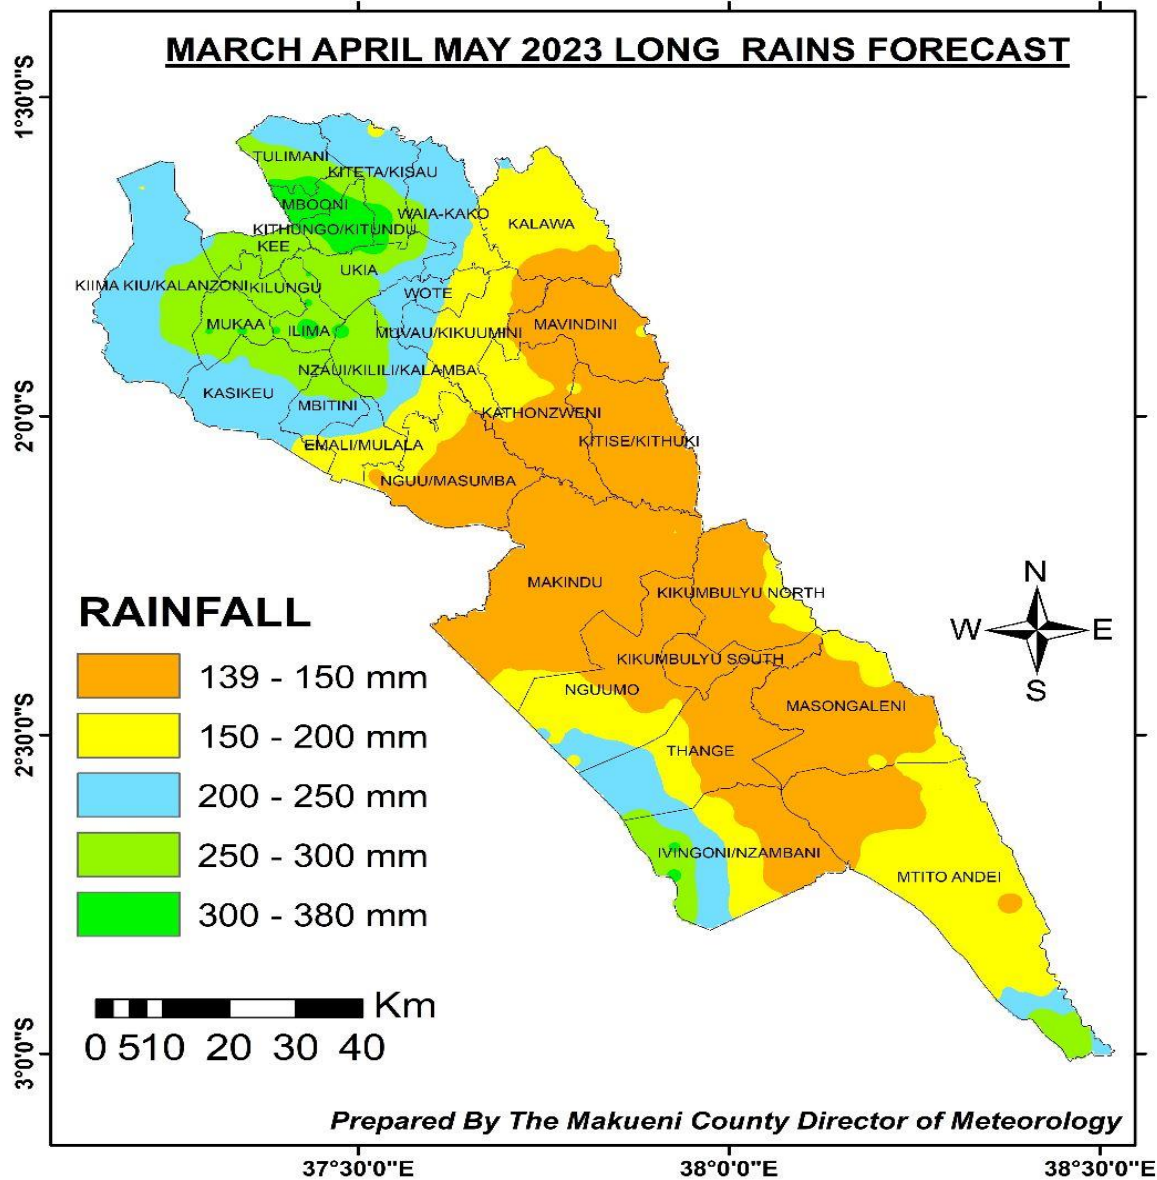 MARCH APRIL MAY 2023 LONG RAINS FORECAST
1°30'0"S
2°0'0"S
2°30'0"S
3°0'0"S
TULIMANI
KITETA/KISAU
MBOONI
WAIA-KAKO
KALAWA
KITHUNGO/KITUNDU
KEE
UKIA
KIIMA KIU/KALANZONI
KILUNGU
WOTE
MUKAA
ILIMA
MUVAU/KIKUUMINI
MAVINDINI
NZAUI/KILILI/KALAMBA
KASIKEU
MBITINI
KATHONZWENI
EMALI/MULALA
KITISE/KITHUKI
NGUU/MASUMBA
MAKINDU
KIKUMBULYU NORTH
KIKUMBULYU SOUTH
NGUUMO
MASONGALENI
THANGE
IVINGONI/NZAMBANI
MTITO ANDEI
N
W E
S
RAINFALL
139 - 150 mm
150 - 200 mm
200 - 250 mm
250 - 300 mm
300 - 380 mm
Km
0 510 20 30 40
Prepared By The Makueni County Director of Meteorology
37°30'0"E 38°0'0"E 38°30'0"E